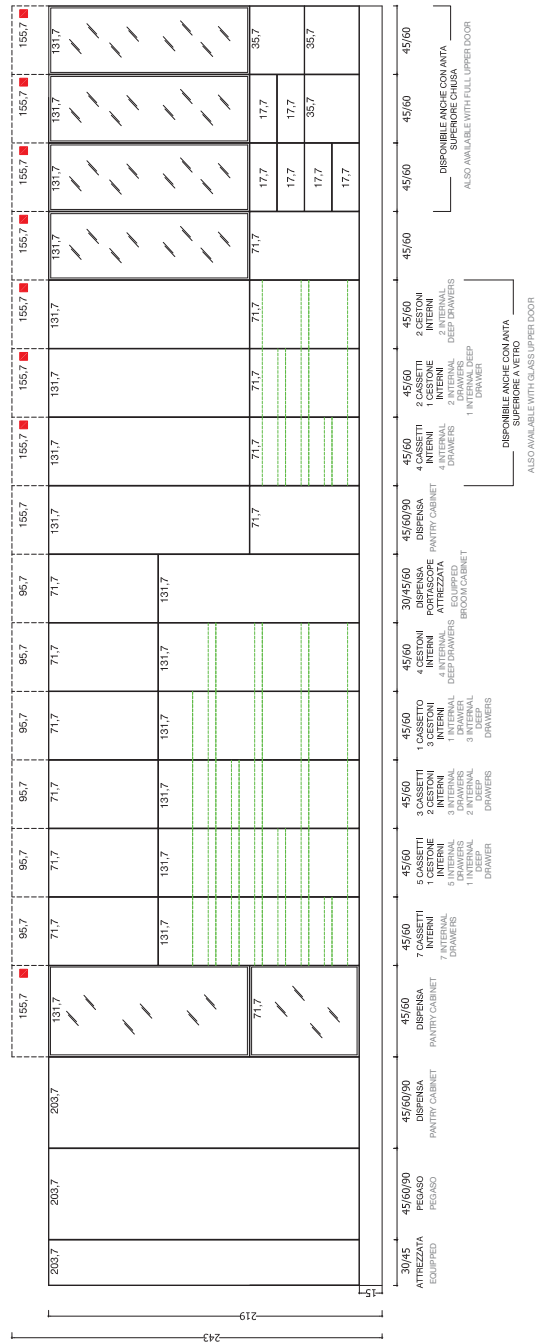 155,7 95,7 95,7 95,7 95,7 95,7 95,7 155,7 155,7 155,7 155,7 155,7 155,7 155,7 155,7
203,7 203,7 203,7 131,7 71,7 71,7 71,7 71,7 71,7 71,7 131,7 131,7 131,7 131,7 131,7 131,7 131,7 131,7
131,7 131,7 131,7 131,7 131,7 131,7
71,7 71,7 71,7 71,7 71,7 71,7 17,7 17,7 35,7
17,7 17,7
17,7 35,7 35,7
17,7
243
219
15
30/45
ATTREZZATA
EQUIPPED
45/60/90
PEGASO
PEGASO
45/60/90
DISPENSA
PANTRY CABINET
45/60
DISPENSA
PANTRY CABINET
45/60
7 CASSETTI
INTERNI
7 INTERNAL
DRAWERS
45/60
5 CASSETTI
1 CESTONE
INTERNI
5 INTERNAL
DRAWERS
1 INTERNAL
DEEP
DRAWER
45/60
3 CASSETTI
2 CESTONI
INTERNI
3 INTERNAL
DRAWERS
2 INTERNAL
DEEP
DRAWERS
45/60
1 CASSETTO
3 CESTONI
INTERNI
1 INTERNAL
DRAWER
3 INTERNAL
DEEP
DRAWERS
45/60
4 CESTONI
INTERNI
4 INTERNAL
DEEP DRAWERS
30/45/60
DISPENSA
PORTASCOPE
ATTREZZATA
EQUIPPED
BROOM CABINET
45/60/90
DISPENSA
PANTRY CABINET
45/60
4 CASSETTI
INTERNI
4 INTERNAL
DRAWERS
45/60
2 CASSETTI
1 CESTONE
INTERNI
2 INTERNAL
DRAWERS
1 INTERNAL DEEP
DRAWER
45/60
2 CESTONI
INTERNI
2 INTERNAL
DEEP DRAWERS
DISPONIBILE ANCHE CON ANTA
SUPERIORE A VETRO
ALSO AVAILABLE WITH GLASS UPPER DOOR
45/60
45/60
45/60
45/60
DISPONIBILE ANCHE CON ANTA
SUPERIORE CHIUSA
ALSO AVAILABLE WITH FULL UPPER DOOR